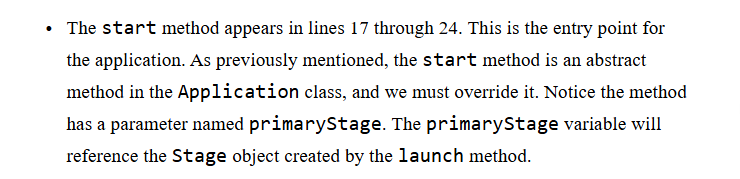 • The start method appears in lines 17 through 24. This is the entry point for
the application. As previously mentioned, the start method is an abstract
method in the Application class, and we must override it. Notice the method
has a parameter named primaryStage. The primaryStage variable will
reference the Stage object created by the launch method.